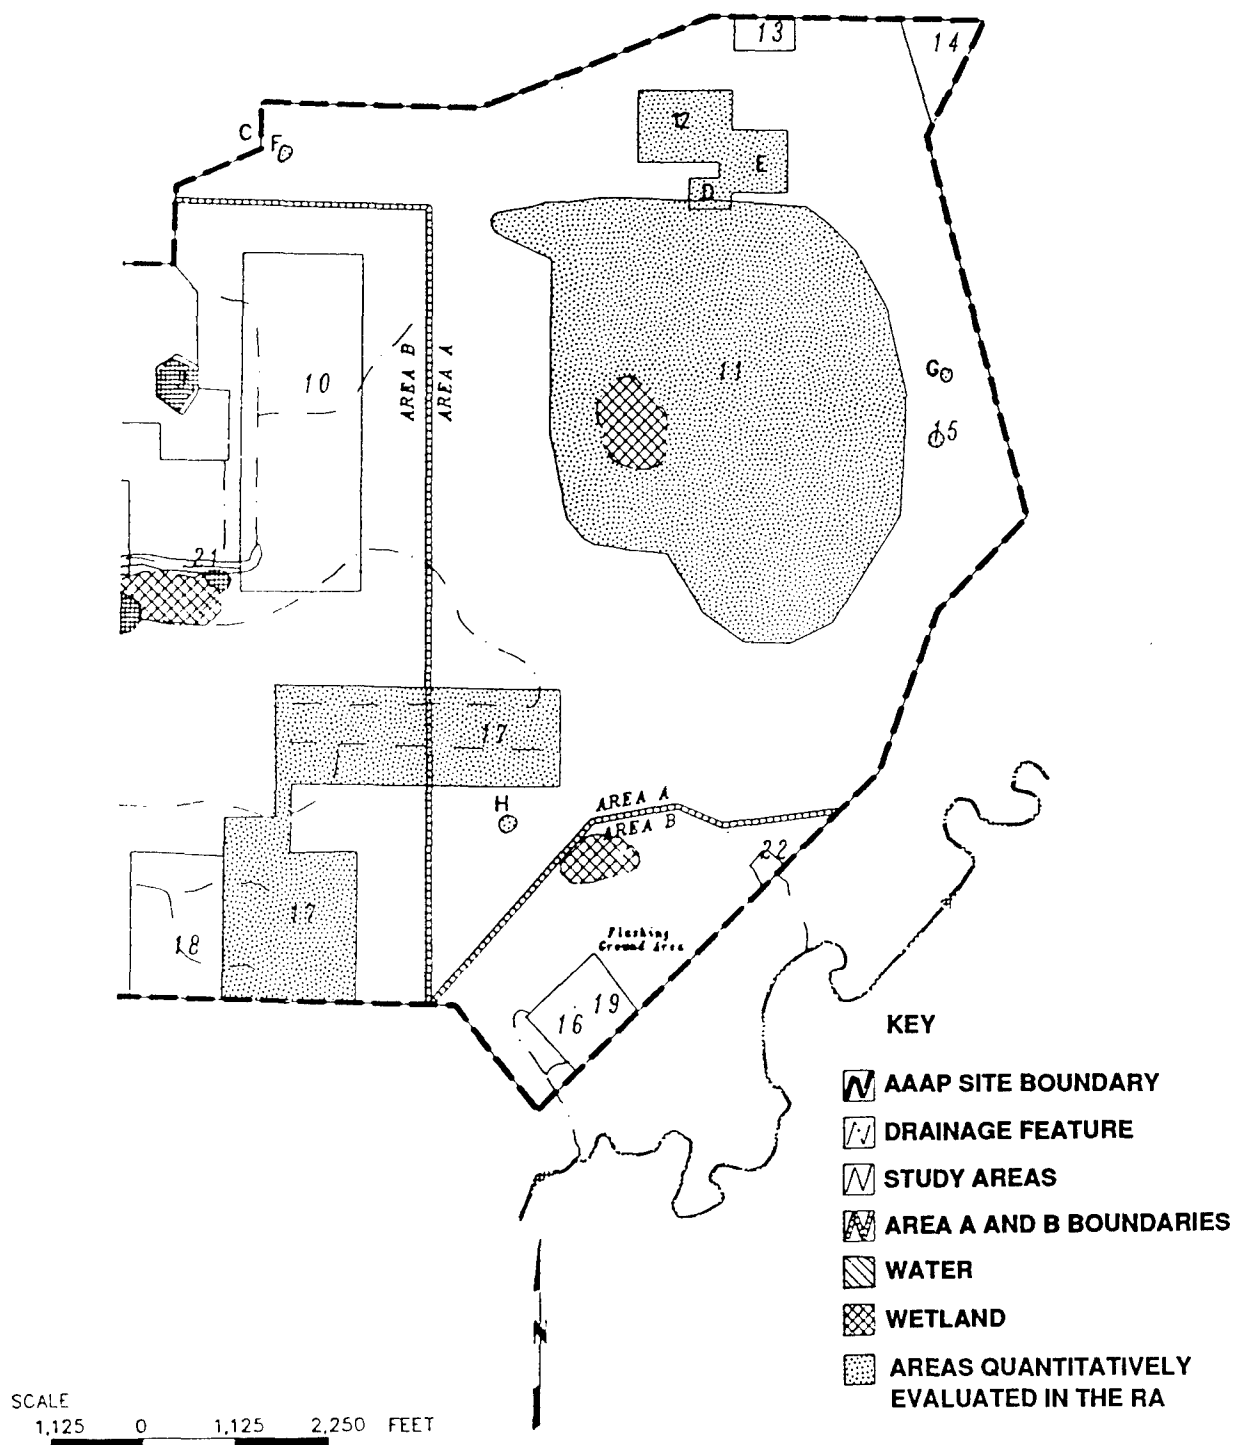 13
14
12
C
F
E
D
7
10
AREA B
AREA A
11
G
15
21
17
H
AREA A
AREA B
22
17
18
Flashing
Ground Area
19
16
KEY
AAAP SITE BOUNDARY
DRAINAGE FEATURE
STUDY AREAS
AREA A AND B BOUNDARIES
WATER
WETLAND
AREAS QUANTITATIVELY
EVALUATED IN THE RA
N
SCALE
1,125 0 1,125 2,250 FEET